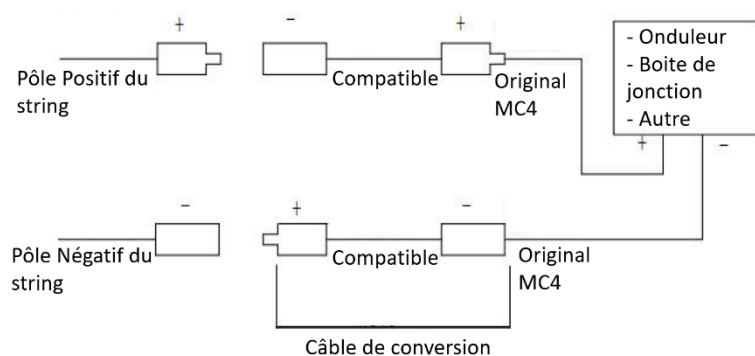 +
−
+
- Onduleur
- Boite de
jonction
- Autre
Pôle Positif du
string
Compatible
Original
MC4
+
−
−
+
−
Pôle Négatif du
string
Compatible
Original
MC4
Câble de conversion